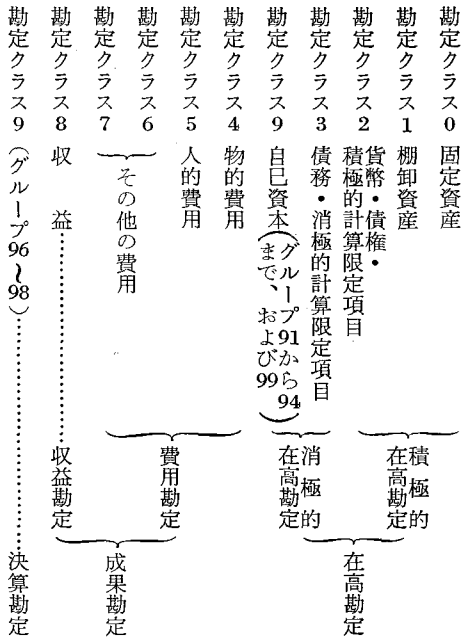 勘定クラス0 固定資産
勘定クラス1 棚卸資産
勘定クラス2 貨幣・債権・
積極的計算限定項目
勘定クラス3 債務・消極的計算限定項目
勘定クラス9 自己資本(グループ91から94
まで、および99)
勘定クラス4 物的費用
勘定クラス5 人的費用
勘定クラス6
勘定クラス7
その他の費用
勘定クラス8 収益………………収益勘定
勘定クラス9 (グループ96~98)………………決算勘定
積極的
在高勘定
消極的
在高勘定
費用勘定
在高勘定
成果勘定